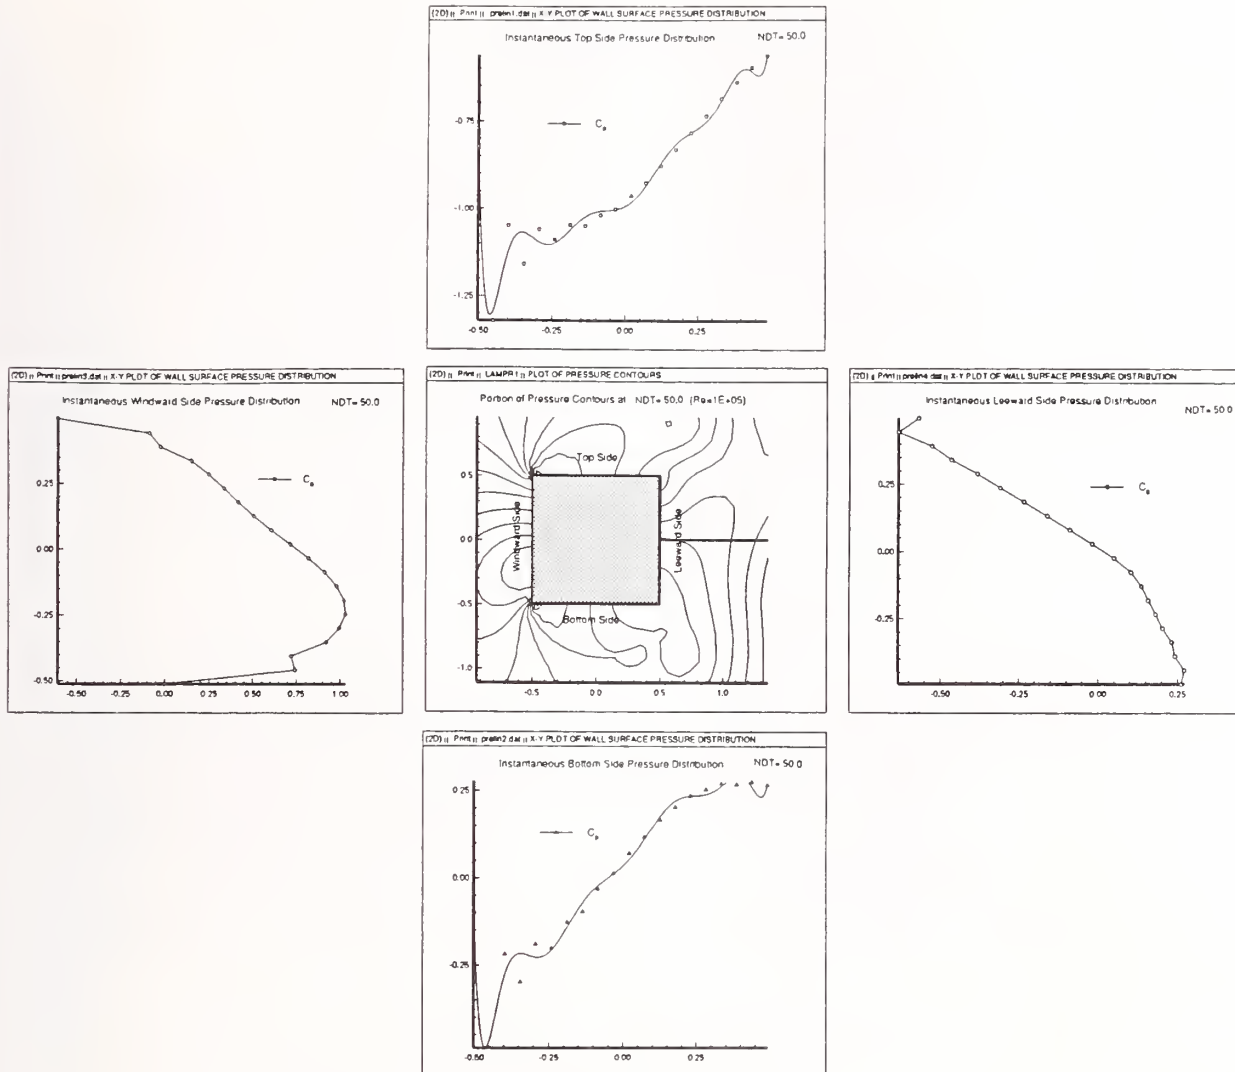 (2D) || Print || prelin1.dat || X-Y PLOT OF WALL SURFACE PRESSURE DISTRIBUTION
Instantaneous Top Side Pressure Distribution NDT= 50.0
-0.75
-1.00
-1.25
Cp
-0.50 -0.25 0.00 0.25
(2D) || Print || prelin3.dat || X-Y PLOT OF WALL SURFACE PRESSURE DISTRIBUTION
Instantaneous Windward Side Pressure Distribution NDT= 50.0
0.25
0.00
-0.25
-0.50
Cp
-0.50 -0.25 0.00 0.25 0.50 0.75 1.00
(2D) || Print || LAMPR1 || PLOT OF PRESSURE CONTOURS
Portion of Pressure Contours at NDT= 50.0 (Re=1E+05)
0.5
0.0
-0.5
-1.0
Top Side
Windward Side
Leeward Side
Bottom Side
-0.5 0.0 0.5 1.0
(2D) || Print || prelin4.dat || X-Y PLOT OF WALL SURFACE PRESSURE DISTRIBUTION
Instantaneous Leeward Side Pressure Distribution NDT= 50.0
0.25
0.00
-0.25
Cp
-0.50 -0.25 0.00 0.25
(2D) || Print || prelin2.dat || X-Y PLOT OF WALL SURFACE PRESSURE DISTRIBUTION
Instantaneous Bottom Side Pressure Distribution NDT= 50.0
0.25
0.00
-0.25
Cp
-0.50 -0.25 0.00 0.25